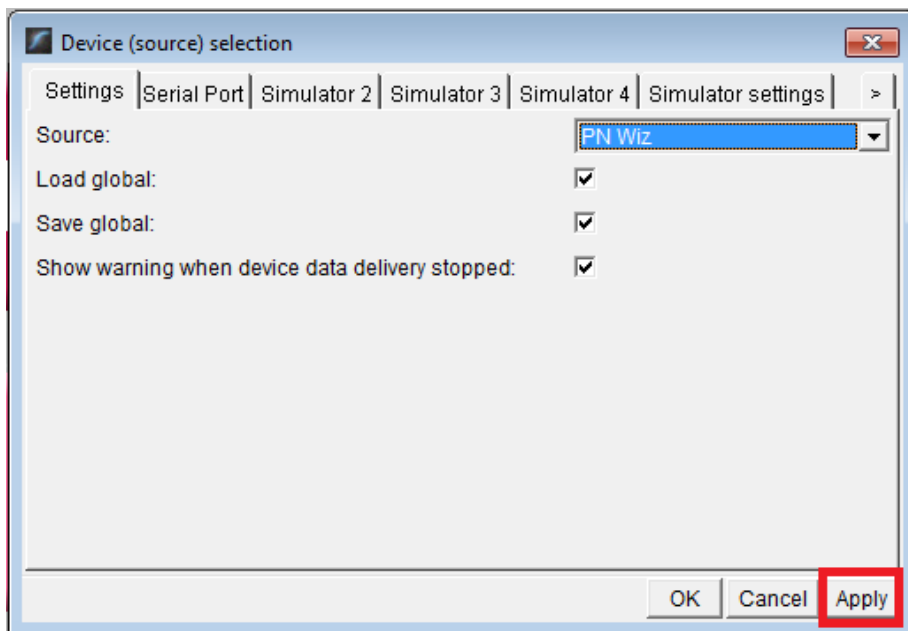 Device (source) selection
Settings Serial Port Simulator 2 Simulator 3 Simulator 4 Simulator settings >
Source: PN Wiz
Load global:
Save global:
Show warning when device data delivery stopped:
OK Cancel Apply